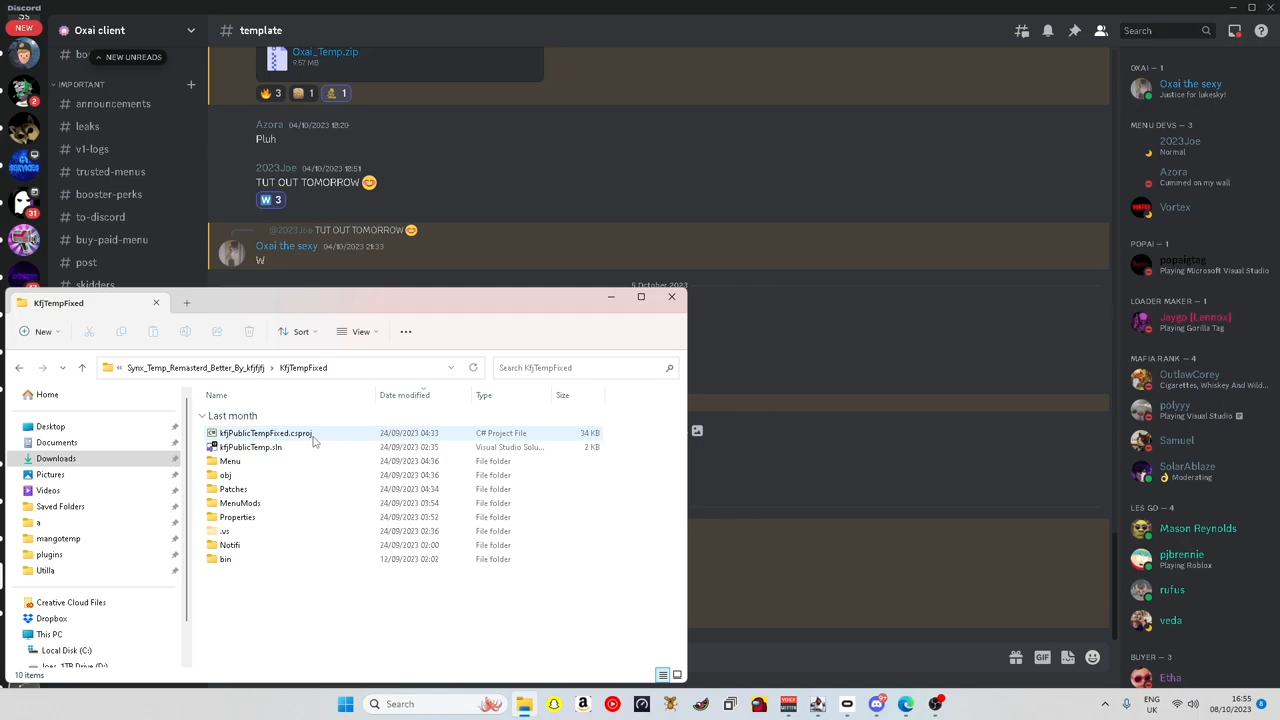 Discord
NEW
Oxai client
# template
Search
bo
NEW UNREADS
IMPORTANT
# announcements
# leaks
# v1-logs
# trusted-menus
# booster-perks
# to-discord
# buy-paid-menu
# post
# skidders
2
31
Oxai_Temp.zip
9.57 MB
3
1
1
Azora 04/10/2023 18:20
Pluh
2023Joe 04/10/2023 18:51
TUT OUT TOMORROW 😊
W 3
@2023Joe TUT OUT TOMORROW 😊
Oxai the sexy 04/10/2023 21:33
W
5 October 2023
OXAI — 1
Oxai the sexy
Justice for lukesky!
MENU DEVS — 3
2023Joe
Normal
Azora
Cummed on my wall
VORTEX
Vortex
POPAI — 1
popaigtag
Playing Microsoft Visual Studio
LOADER MAKER — 1
Jaygo [Lennox]
Playing Gorilla Tag
MAFIA RANK — 4
OutlawCorey
Cigarettes, Whiskey And Wild...
polyyy
Playing Visual Studio
Samuel
SolarAblaze
Moderating
LES GO — 4
Mason Reynolds
pjbrennie
Playing Roblox
rufus
veda
BUYER — 3
Etha
GIF
KfjTempFixed
New
Sort
View
Synx_Temp_Remasterd_Better_By_kfjfjfj > KfjTempFixed
Search KfjTempFixed
Home
Desktop
Documents
Downloads
Pictures
Videos
Saved Folders
a
mangotemp
plugins
Utilla
Creative Cloud Files
Dropbox
This PC
Local Disk (C:)
Joes 1TB Drive (D:)
Name Date modified Type Size
Last month
kfjPublicTempFixed.csproj 24/09/2023 04:33 C# Project File 34 KB
kfjPublicTemp.sln 24/09/2023 02:35 Visual Studio Solu... 2 KB
Menu 24/09/2023 04:36 File folder
obj 24/09/2023 04:36 File folder
Patches 24/09/2023 04:34 File folder
MenuMods 24/09/2023 03:54 File folder
Properties 24/09/2023 03:52 File folder
.vs 24/09/2023 02:36 File folder
Notifi 24/09/2023 02:00 File folder
bin 12/09/2023 02:02 File folder
10 items
Search
ENG
UK
16:55
08/10/2023